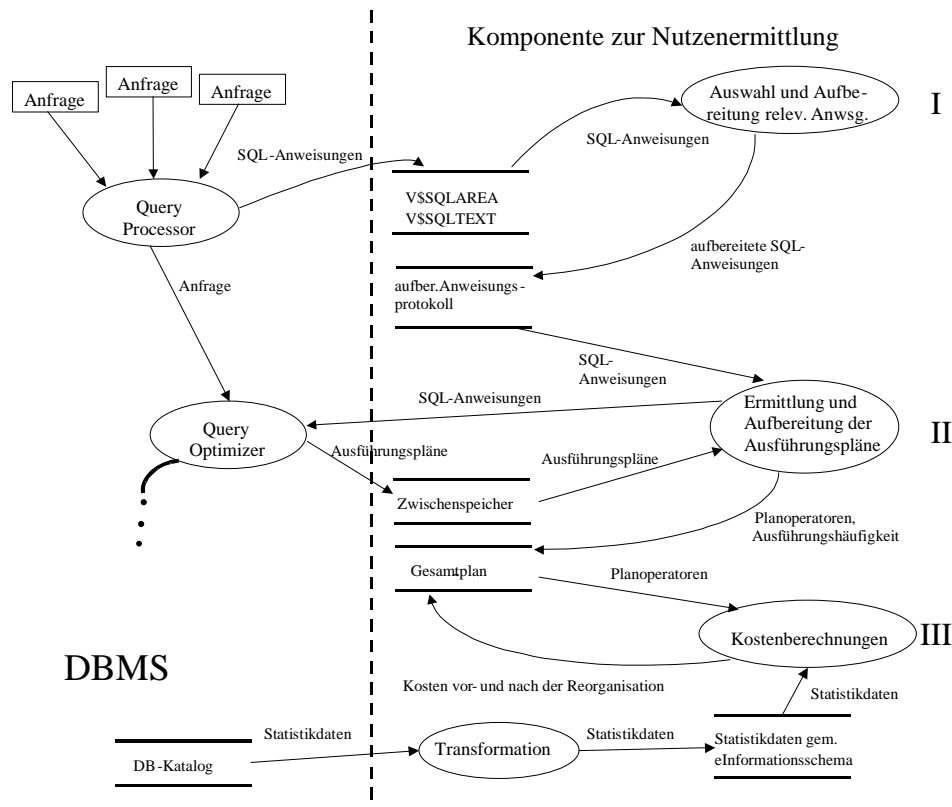 Komponente zur Nutzenermittlung
Anfrage
Anfrage
Anfrage
Auswahl und Aufbe-
reitung relev. Anwsg.
I
SQL-Anweisungen
SQL-Anweisungen
V$SQLAREA
V$SQLTEXT
Query
Processor
aufbereitete SQL-
Anweisungen
Anfrage
aufber.Anweisungs-
protokoll
SQL-
Anweisungen
SQL-Anweisungen
Ermittlung und
Aufbereitung der
Ausführungspläne
II
Query
Optimizer
Ausführungspläne
Ausführungspläne
Zwischenspeicher
Planoperatoren,
Ausführungshäufigkeit
Gesamtplan
Planoperatoren
Kostenberechnungen
III
DBMS
Kosten vor- und nach der Reorganisation
Statistikdaten
Statistikdaten
Statistikdaten
DB-Katalog
Transformation
Statistikdaten gem.
eInformationsschema